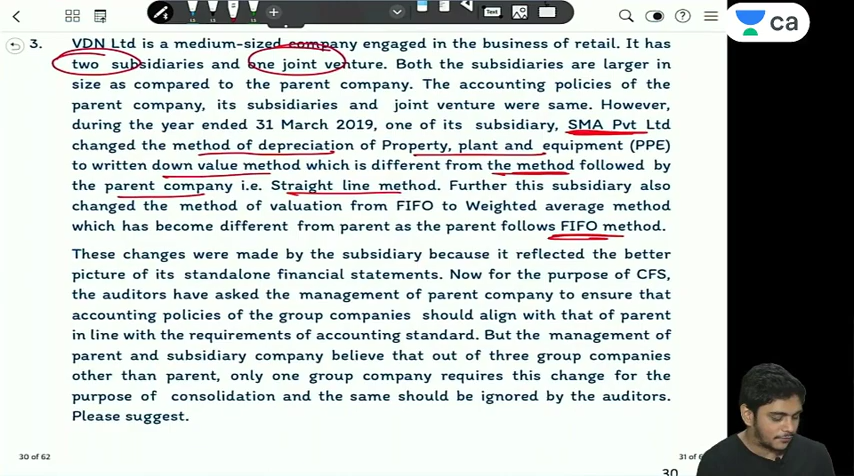 Text
ca
3. VDN Ltd is a medium-sized company engaged in the business of retail. It has
two subsidiaries and one joint venture. Both the subsidiaries are larger in
size as compared to the parent company. The accounting policies of the
parent company, its subsidiaries and joint venture were same. However,
during the year ended 31 March 2019, one of its subsidiary, SMA Pvt Ltd
changed the method of depreciation of Property, plant and equipment (PPE)
to written down value method which is different from the method followed by
the parent company i.e. Straight line method. Further this subsidiary also
changed the method of valuation from FIFO to Weighted average method
which has become different from parent as the parent follows FIFO method.
These changes were made by the subsidiary because it reflected the better
picture of its standalone financial statements. Now for the purpose of CFS,
the auditors have asked the management of parent company to ensure that
accounting policies of the group companies should align with that of parent
in line with the requirements of accounting standard. But the management of
parent and subsidiary company believe that out of three group companies
other than parent, only one group company requires this change for the
purpose of consolidation and the same should be ignored by the auditors.
Please suggest.
30 of 62
31 of 6
30